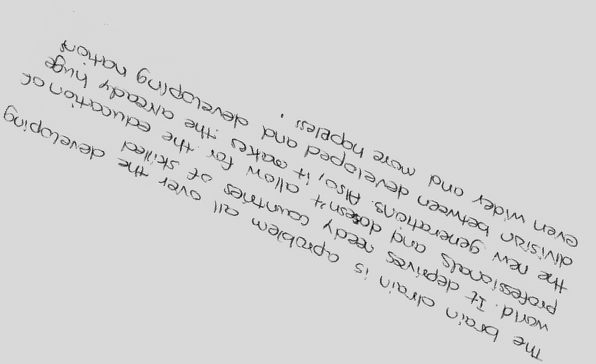 The brain drain is aproblem all over the developing
world. It deprives needy countries of skilled
professionals and doesn't allow for the education of
the new generations. Also, it makes the already huge
division between developed and developing nations
even wider and more hopeless.